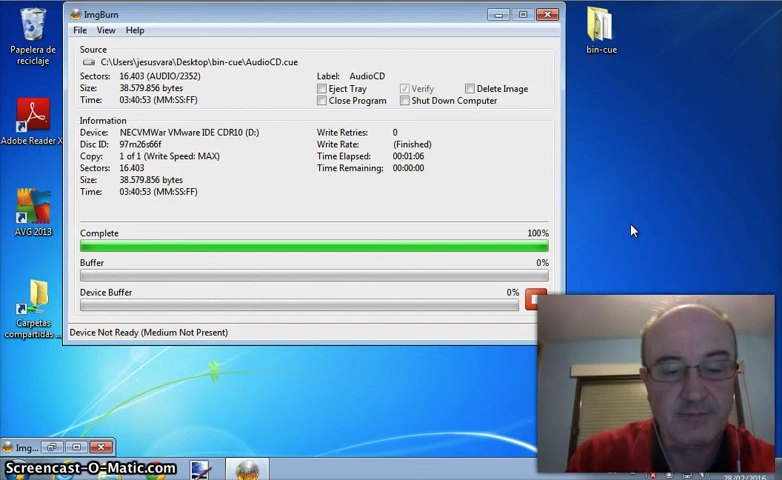 Papelera de
reciclaje
Adobe Reader X
AVG 2013
Carpetas
compartidas ...
bin-cue
ImgBurn
File View Help
Source
C:\Users\jesusvara\Desktop\bin-cue\AudioCD.cue
Sectors: 16.403 (AUDIO/2352)
Size: 38.579.856 bytes
Time: 03:40:53 (MM:SS:FF)
Label: AudioCD
Eject Tray Verify Delete Image
Close Program Shut Down Computer
Information
Device: NECVMWar VMware IDE CDR10 (D:)
Disc ID: 97m26s66f
Copy: 1 of 1 (Write Speed: MAX)
Sectors: 16.403
Size: 38.579.856 bytes
Time: 03:40:53 (MM:SS:FF)
Write Retries: 0
Write Rate: (Finished)
Time Elapsed: 00:01:06
Time Remaining: 00:00:00
Complete 100%
Buffer 0%
Device Buffer 0%
Device Not Ready (Medium Not Present)
Img...
Screencast-O-Matic.com
28/02/2016